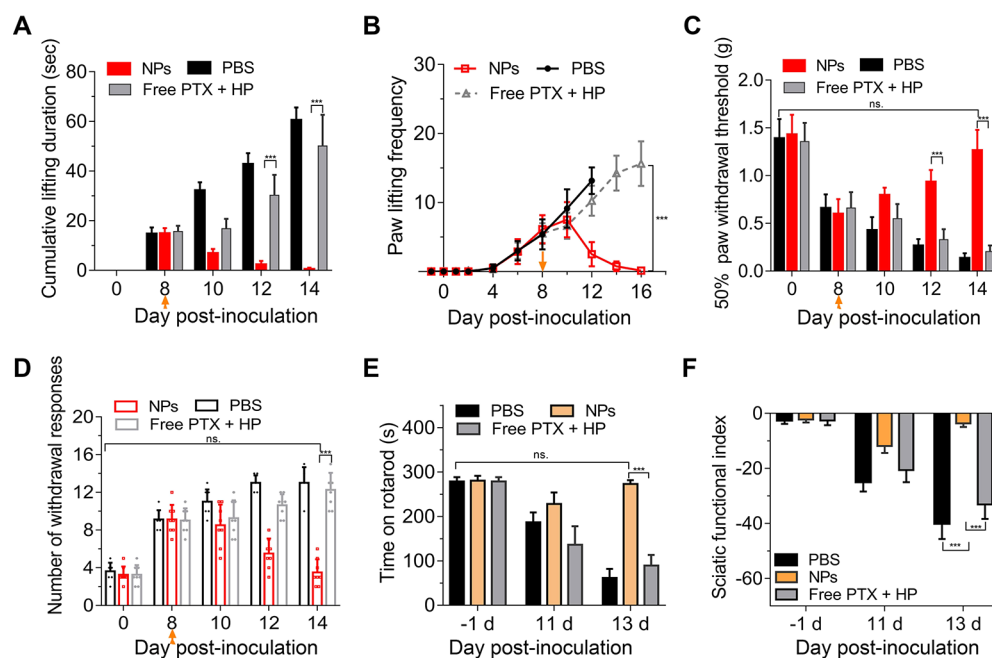 A
NPs PBS
Free PTX + HP
Cumulative lifting duration (sec)
80
60
40
20
0
***
***
0 8 10 12 14
Day post-inoculation
B
NPs PBS
Free PTX + HP
Paw lifting frequency
30
20
10
0
***
0 4 8 12 16
Day post-inoculation
C
NPs PBS
Free PTX + HP
50% paw withdrawal threshold (g)
2.0
1.5
1.0
0.5
0.0
ns.
***
***
0 8 10 12 14
Day post-inoculation
D
NPs PBS
Free PTX + HP
Number of withdrawal responses
16
12
8
4
0
ns.
***
0 8 10 12 14
Day post-inoculation
E
PBS NPs
Free PTX + HP
Time on rotarod (s)
400
300
200
100
0
ns.
***
-1 d 11 d 13 d
Day post-inoculation
F
Sciatic functional index
0
-20
-40
-60
***
***
PBS
NPs
Free PTX + HP
-1 d 11 d 13 d
Day post-inoculation